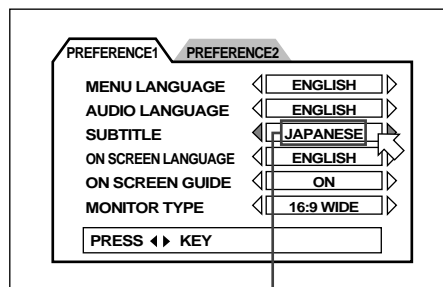 PREFERENCE1 PREFERENCE2
MENU LANGUAGE ENGLISH
AUDIO LANGUAGE ENGLISH
SUBTITLE JAPANESE
ON SCREEN LANGUAGE ENGLISH
ON SCREEN GUIDE ON
MONITOR TYPE 16:9 WIDE
PRESS KEY